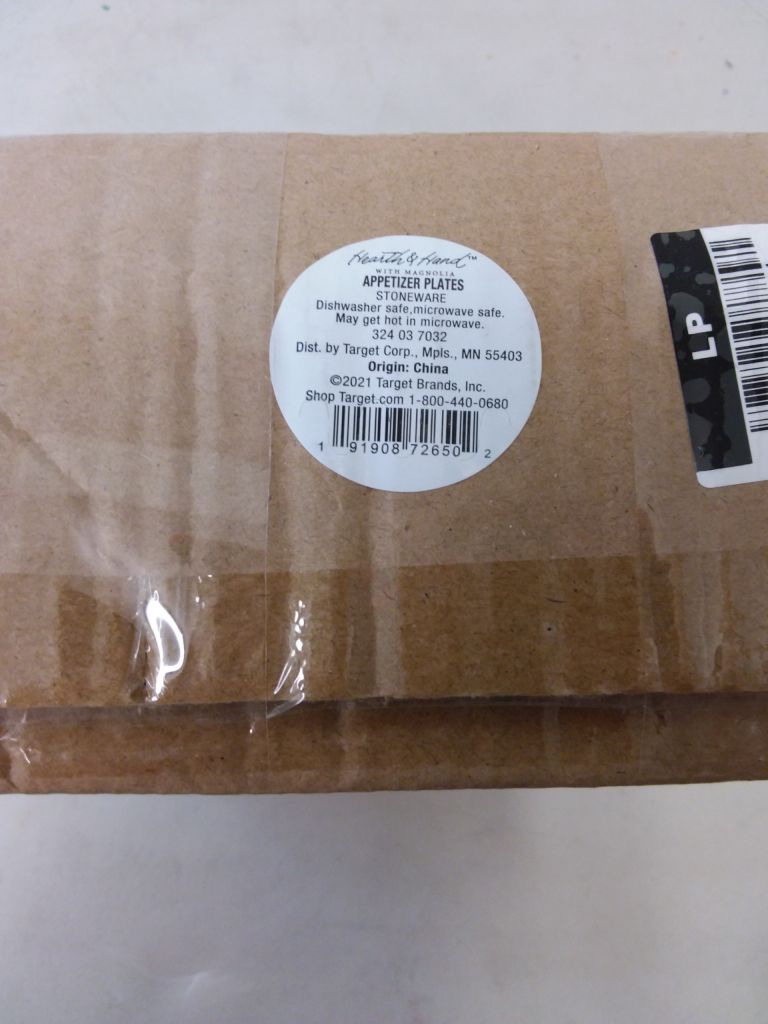 Hearth & Hand™
WITH MAGNOLIA
APPETIZER PLATES
STONEWARE
Dishwasher safe,microwave safe.
May get hot in microwave.
324 03 7032
Dist. by Target Corp., Mpls., MN 55403
Origin: China
©2021 Target Brands, Inc.
Shop Target.com 1-800-440-0680
1 91908 72650 2
LP